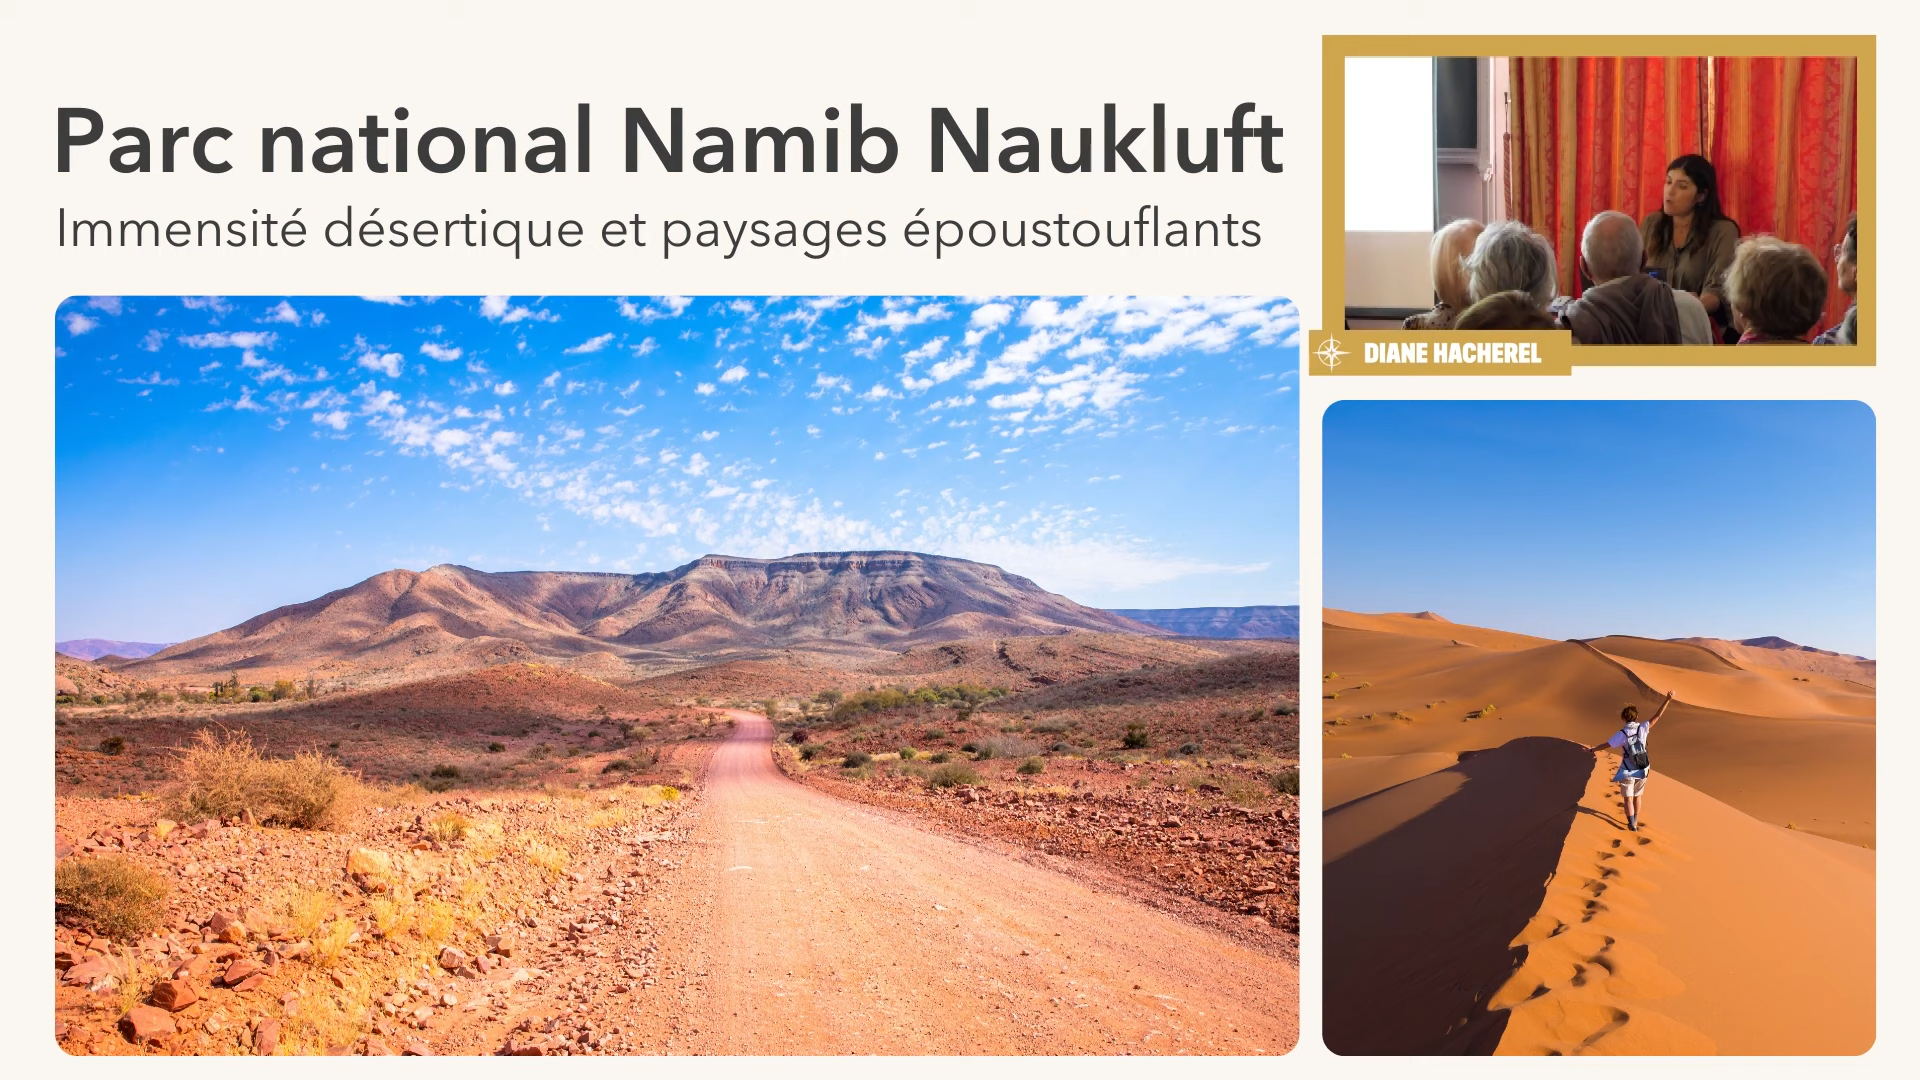 Parc national Namib Naukluft
Immensité désertique et paysages époustouflants
DIANE HACHEREL